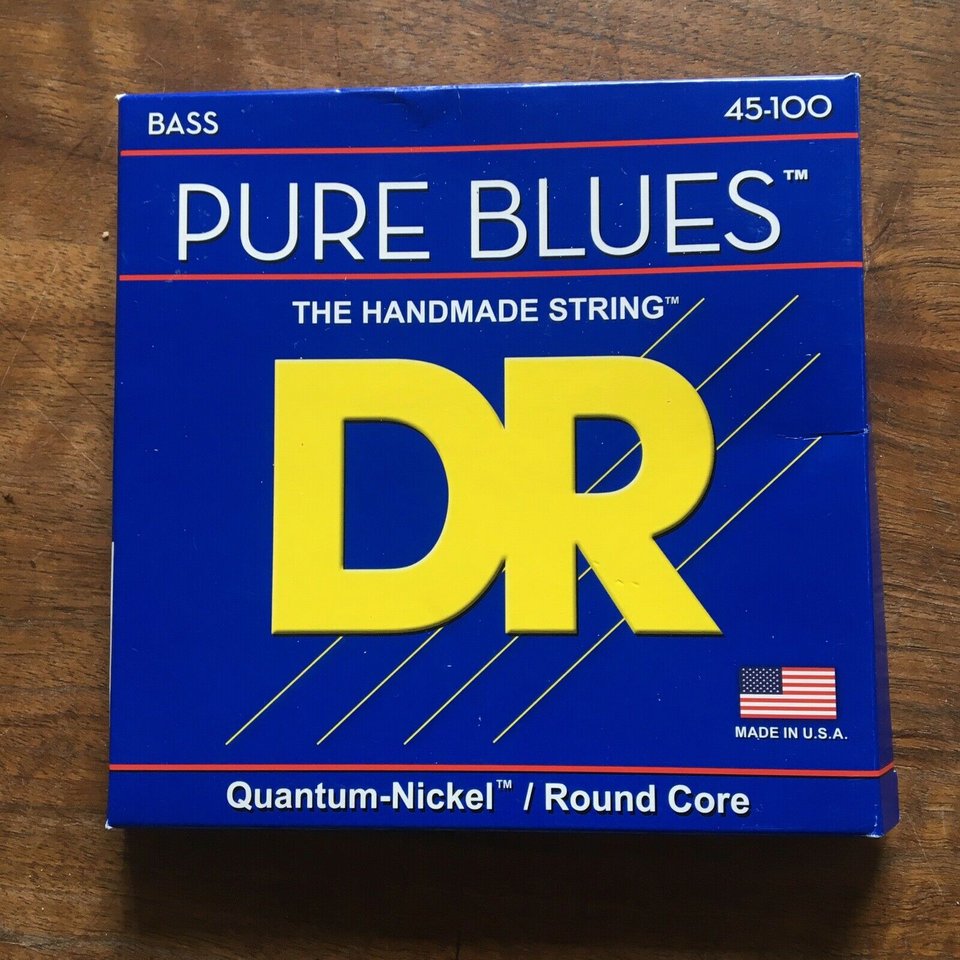 BASS 45-100
PURE BLUES™
THE HANDMADE STRING™
DR
MADE IN U.S.A.
Quantum-Nickel™ / Round Core